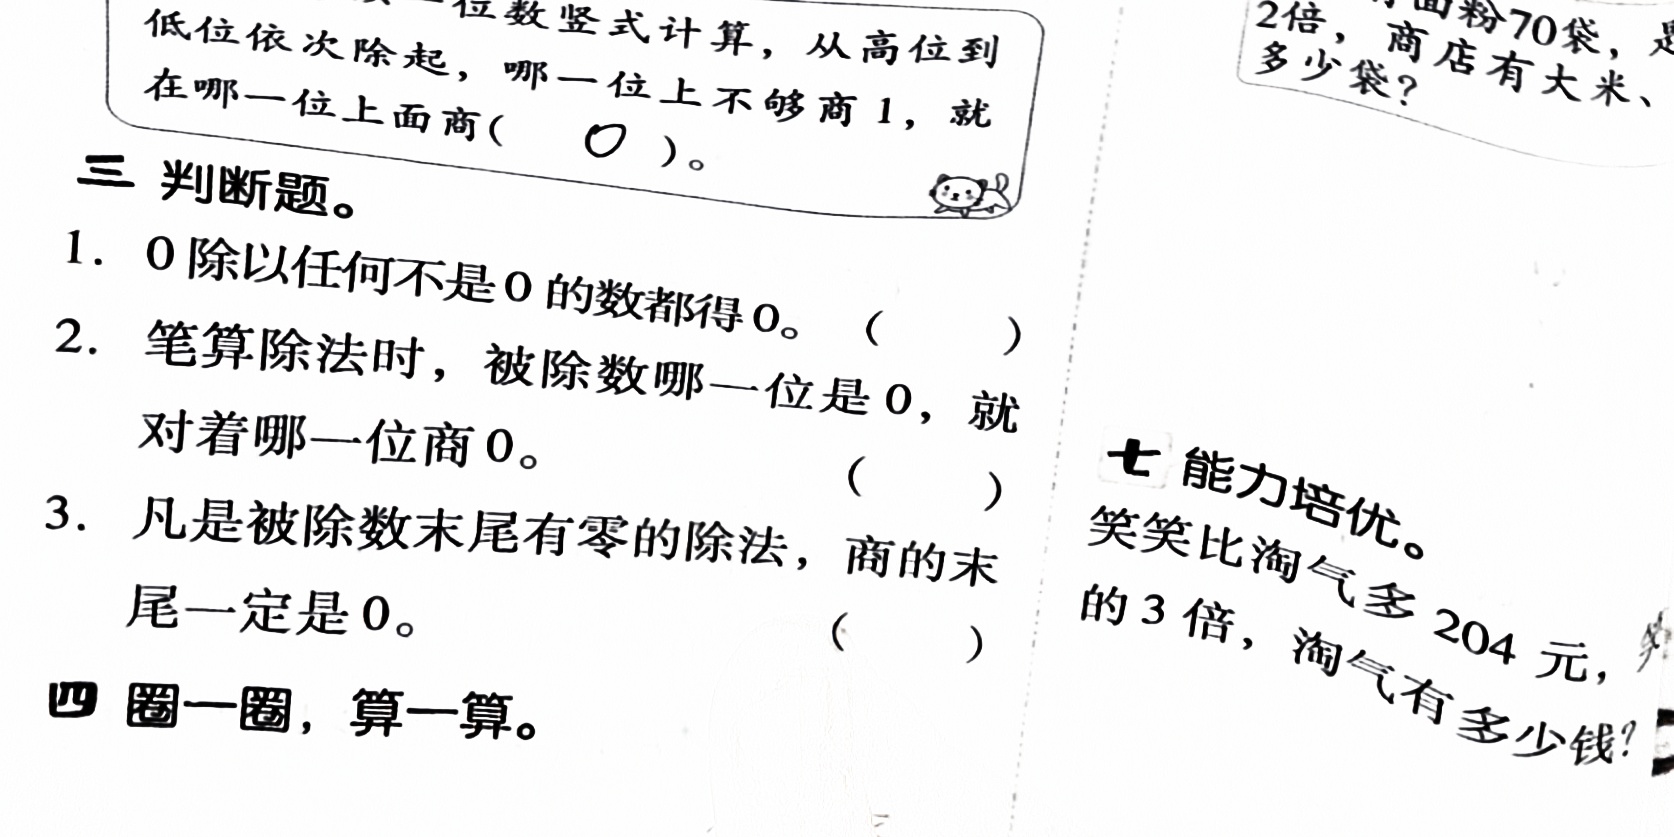 位数竖式计算，从高位到
低位依次除起，哪一位上不够商1，就
在哪一位上面商( 0 )。
三 判断题。
1. 0除以任何不是0的数都得0。 ( )
2. 笔算除法时，被除数哪一位是0，就
对着哪一位商0。 ( )
3. 凡是被除数末尾有零的除法，商的末
尾一定是0。 ( )
四 圈一圈，算一算。
面粉70袋，是
2倍，商店有大米、
多少袋？
七 能力培优。
笑笑比淘气多204元，
的3倍，淘气有多少钱？